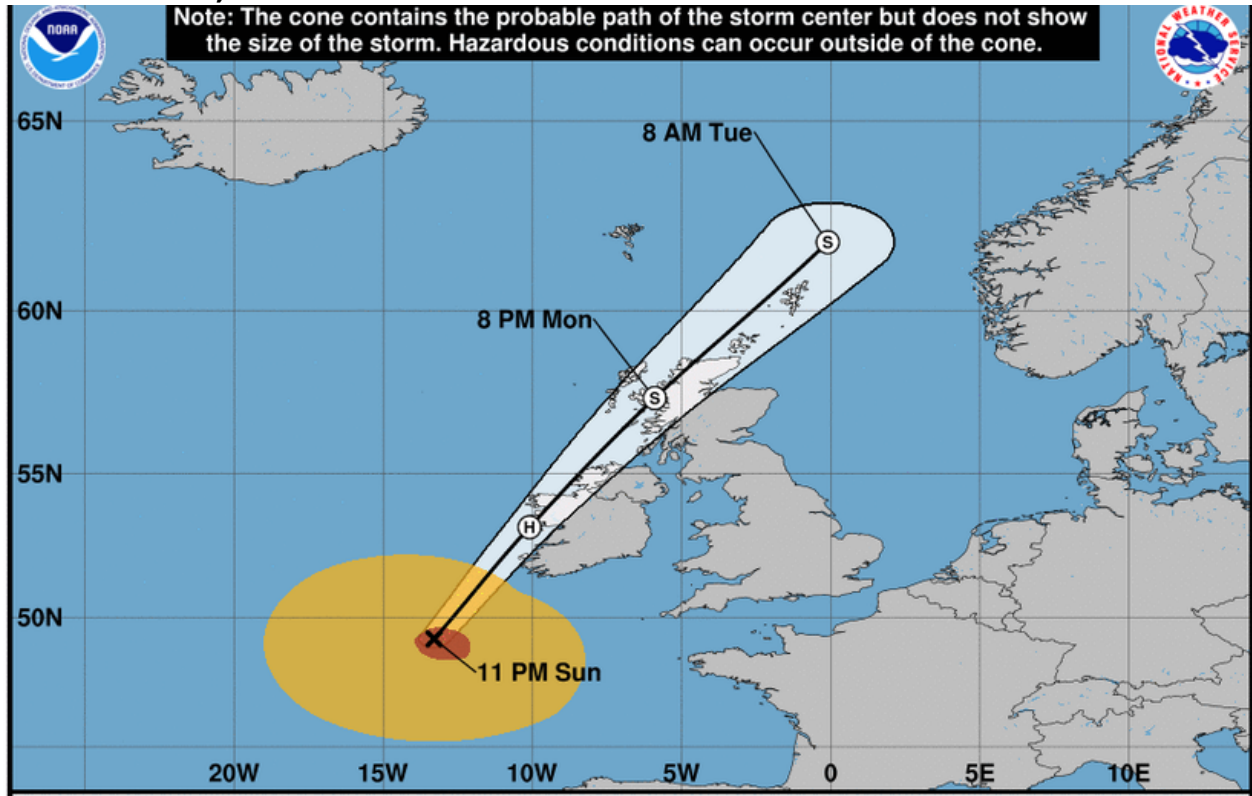 Note: The cone contains the probable path of the storm center but does not show
the size of the storm. Hazardous conditions can occur outside of the cone.
NOAA
NATIONAL WEATHER SERVICE
65N
8 AM Tue
S
60N
8 PM Mon
S
55N
H
50N
11 PM Sun
20W 15W 10W 5W 0 5E 10E